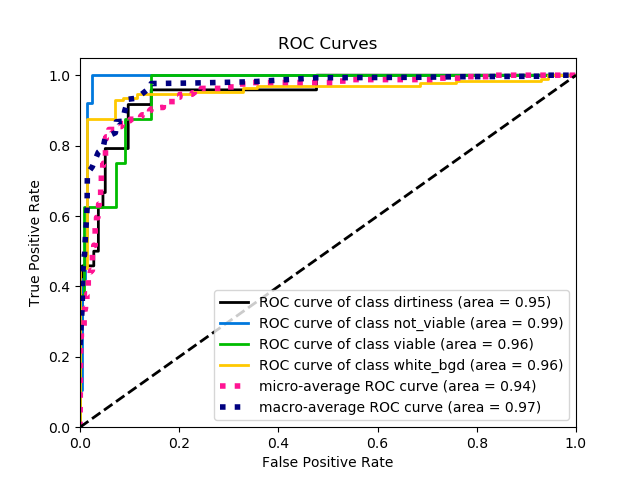 ROC Curves
True Positive Rate
1.0
0.8
0.6
0.4
0.2
0.0
ROC curve of class dirtiness (area = 0.95)
ROC curve of class not_viable (area = 0.99)
ROC curve of class viable (area = 0.96)
ROC curve of class white_bgd (area = 0.96)
micro-average ROC curve (area = 0.94)
macro-average ROC curve (area = 0.97)
0.0 0.2 0.4 0.6 0.8 1.0
False Positive Rate